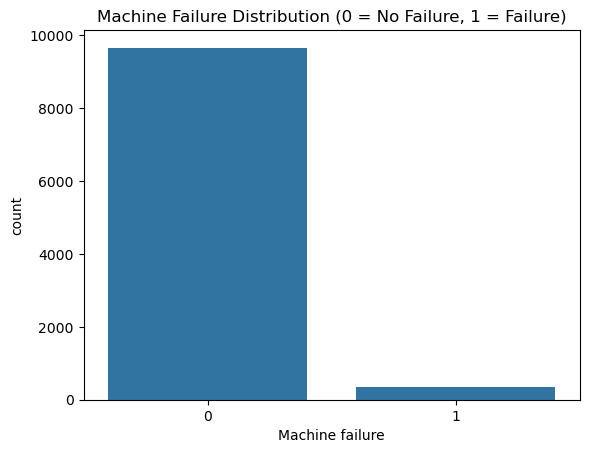 Machine Failure Distribution (0 = No Failure, 1 = Failure)
10000
8000
6000
4000
2000
0
count
0
1
Machine failure